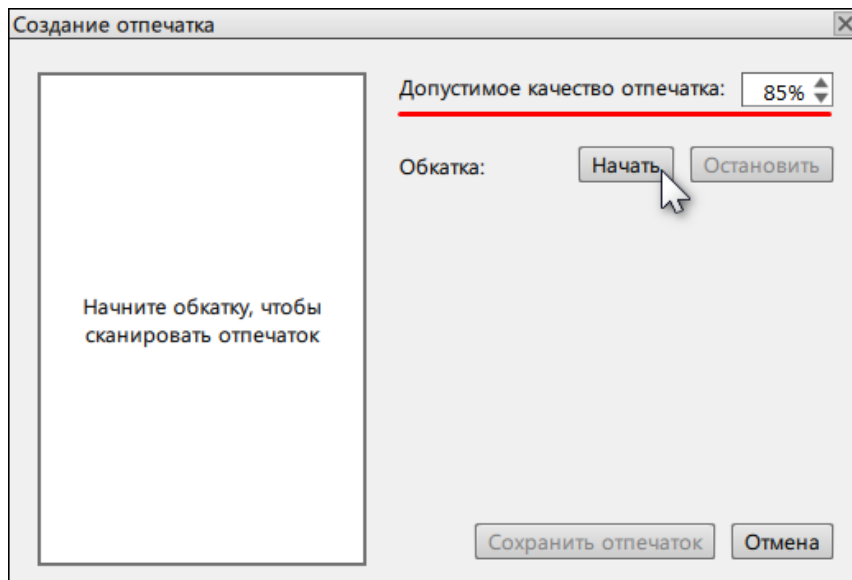 Создание отпечатка
Допустимое качество отпечатка: 85%
Обкатка: Начать Остановить
Начните обкатку, чтобы
сканировать отпечаток
Сохранить отпечаток Отмена